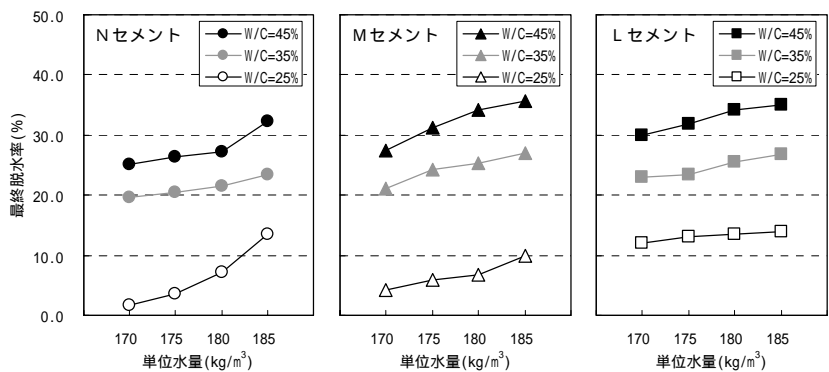 最終脱水率(%)
50.0
40.0
30.0
20.0
10.0
0.0
Nセメント
W/C=45%
W/C=35%
W/C=25%
170 175 180 185
単位水量(kg/m³)
Mセメント
W/C=45%
W/C=35%
W/C=25%
170 175 180 185
単位水量(kg/m³)
Lセメント
W/C=45%
W/C=35%
W/C=25%
170 175 180 185
単位水量(kg/m³)